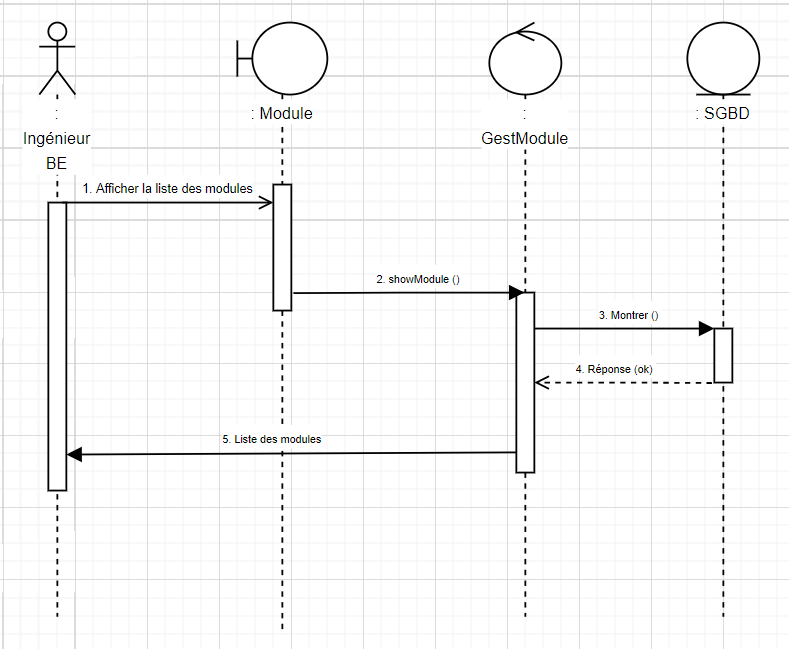 :
Ingénieur
BE
: Module
:
GestModule
: SGBD
1. Afficher la liste des modules
2. showModule ()
3. Montrer ()
4. Réponse (ok)
5. Liste des modules